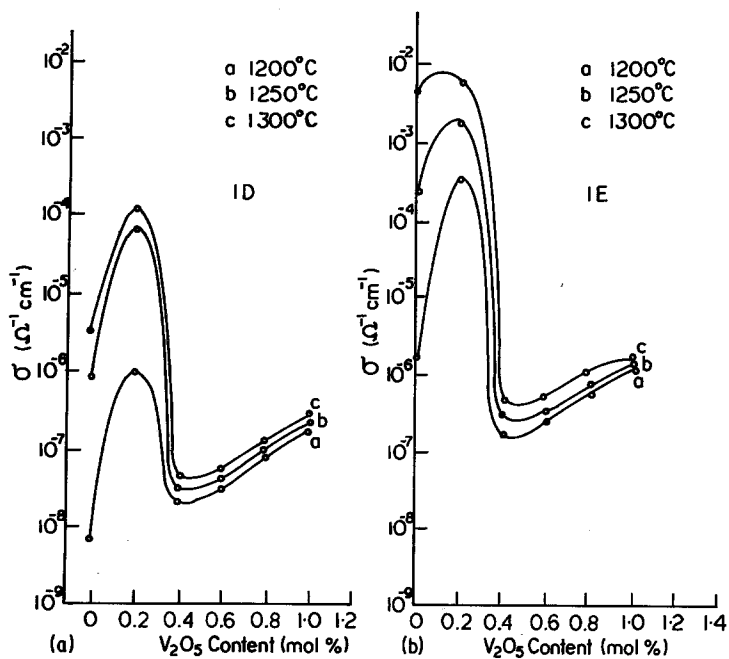 10⁻²
10⁻³
10⁻⁴
10⁻⁵
10⁻⁶
10⁻⁷
10⁻⁸
10⁻⁹
σ (Ω⁻¹ cm⁻¹)
a 1200°C
b 1250°C
c 1300°C
1D
c
b
a
0 0·2 0·4 0·6 0·8 1·0 1·2
(a) V₂O₅ Content (mol %)
10⁻²
10⁻³
10⁻⁴
10⁻⁵
10⁻⁶
10⁻⁷
10⁻⁸
10⁻⁹
σ (Ω⁻¹ cm⁻¹)
a 1200°C
b 1250°C
c 1300°C
1E
c
b
a
0 0·2 0·4 0·6 0·8 1·0 1·2 1·4
(b) V₂O₅ Content (mol %)